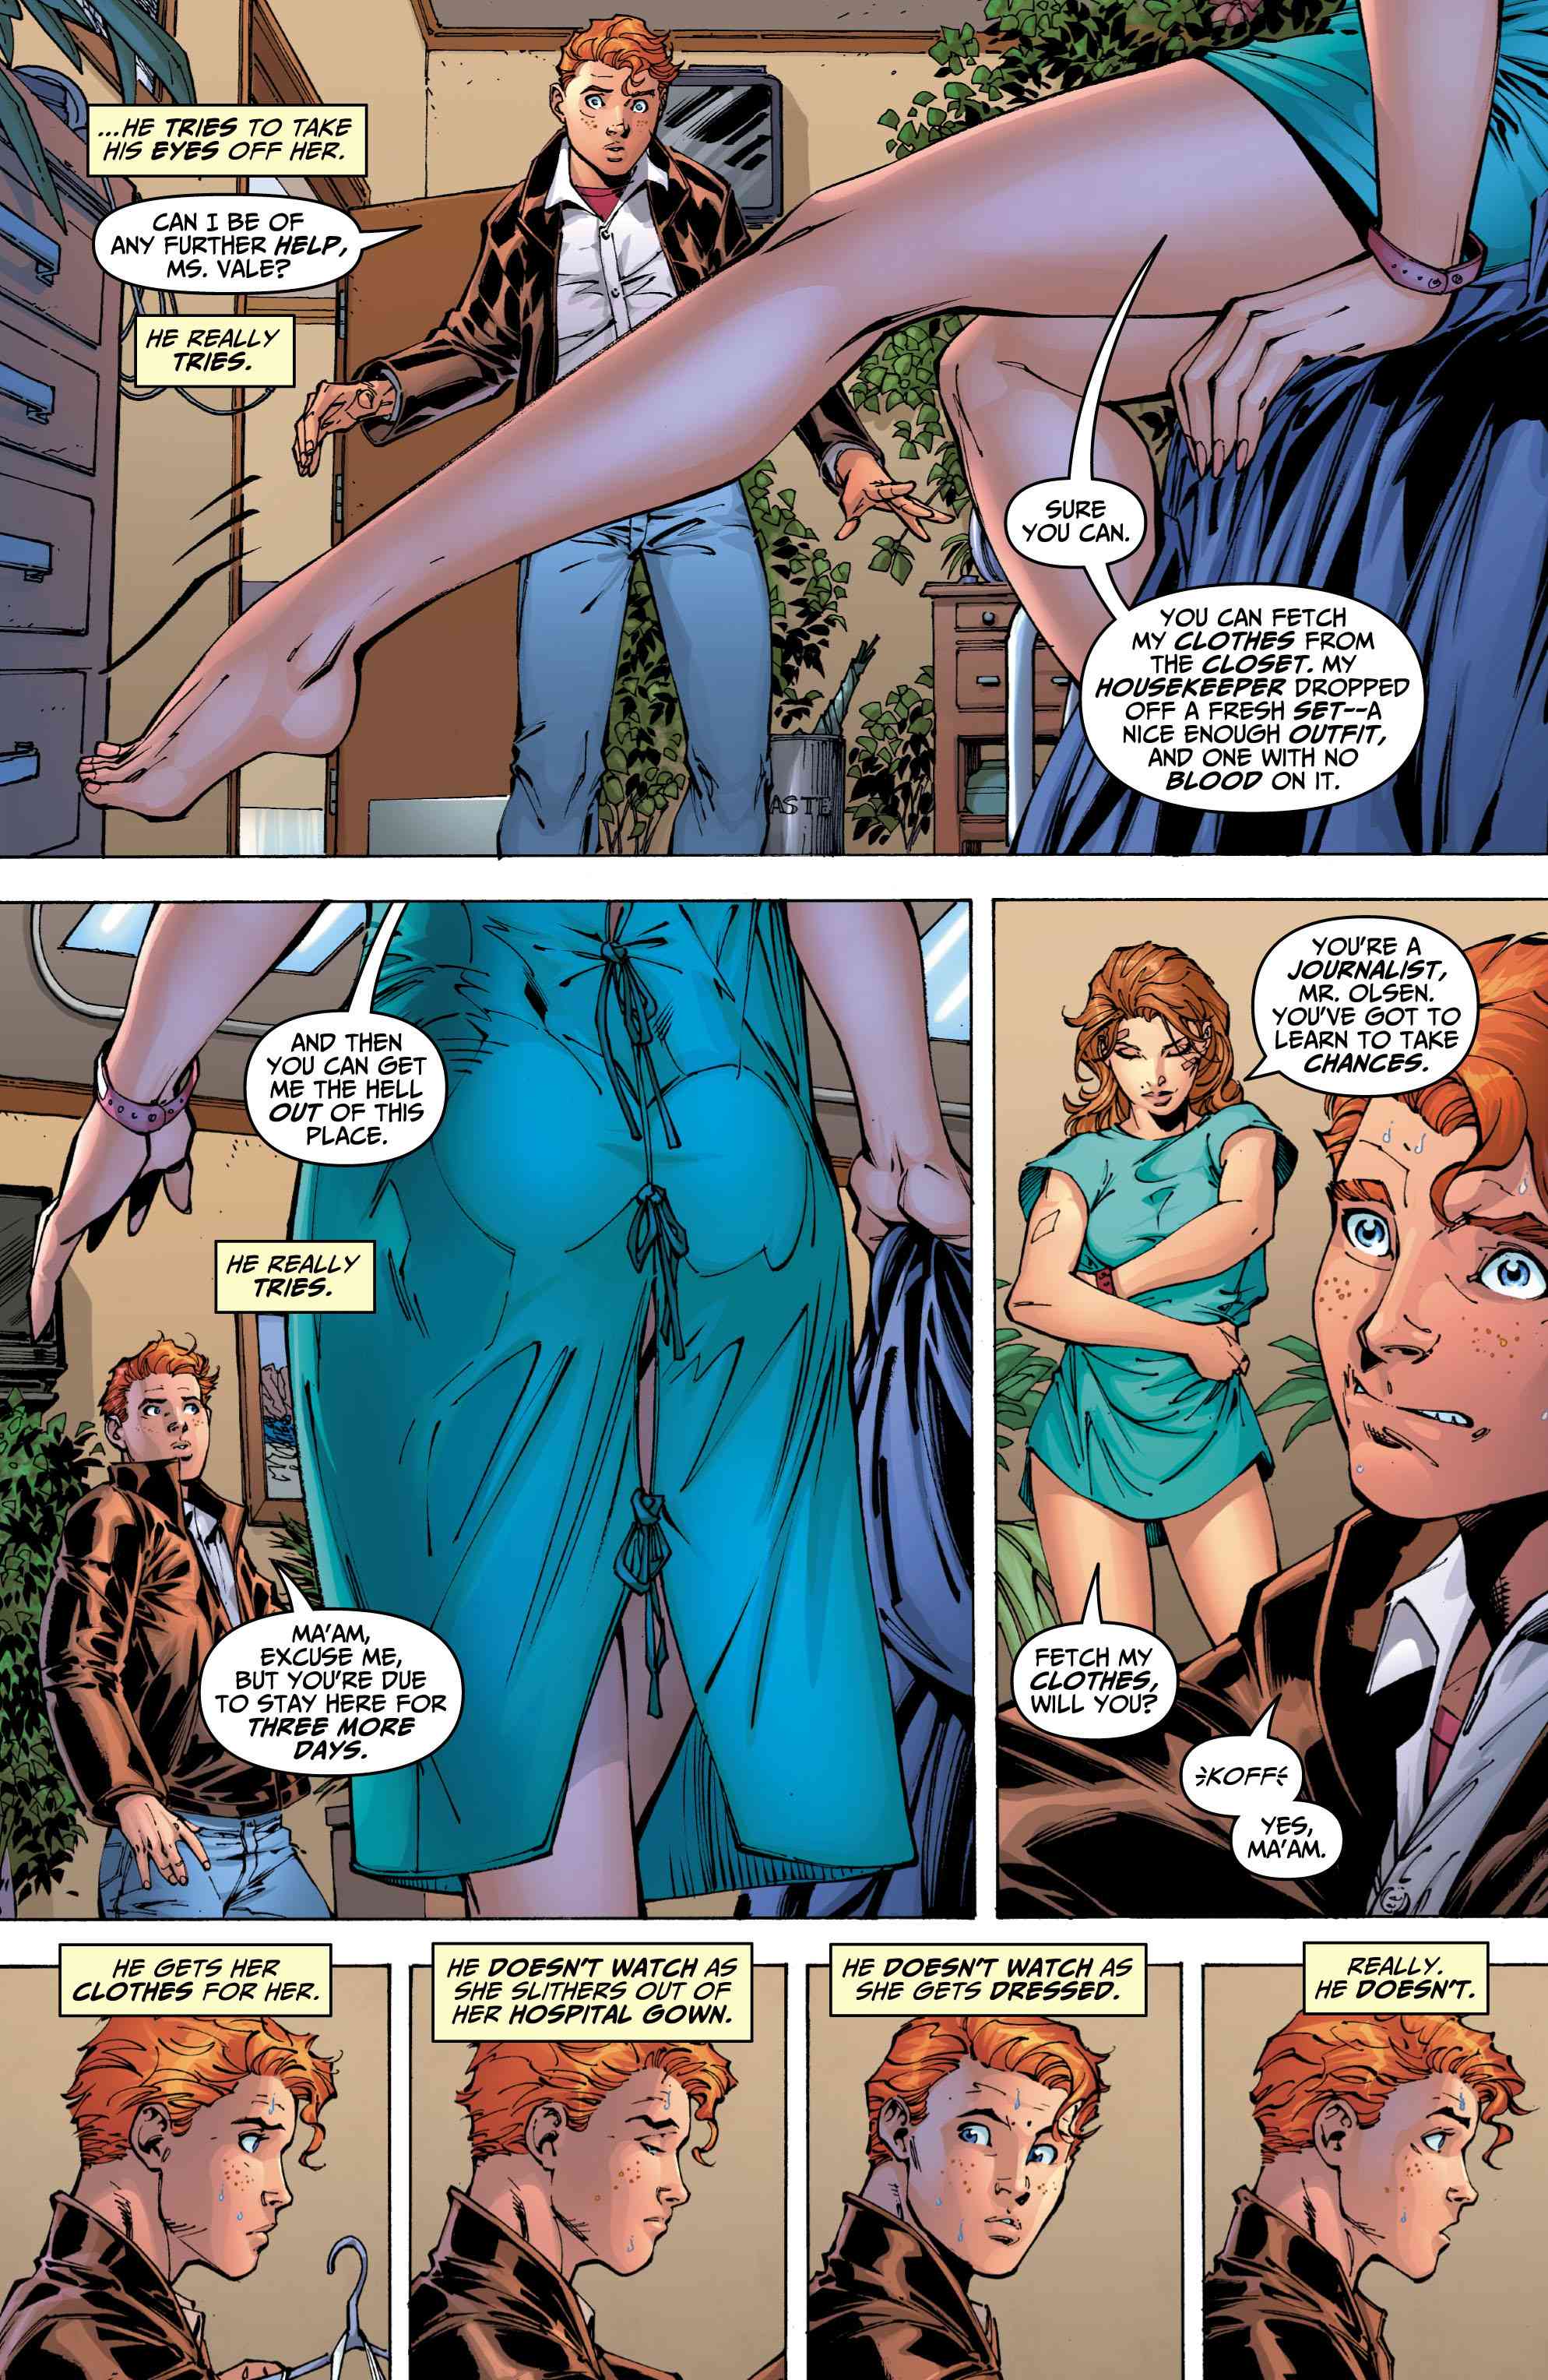 ...HE TRIES TO TAKE
HIS EYES OFF HER.
CAN I BE OF
ANY FURTHER HELP,
MS. VALE?
HE REALLY
TRIES.
SURE
YOU CAN.
YOU CAN FETCH
MY CLOTHES FROM
THE CLOSET. MY
HOUSEKEEPER DROPPED
OFF A FRESH SET--A
NICE ENOUGH OUTFIT,
AND ONE WITH NO
BLOOD ON IT.
ASTE
AND THEN
YOU CAN GET
ME THE HELL
OUT OF THIS
PLACE.
HE REALLY
TRIES.
MA'AM,
EXCUSE ME,
BUT YOU'RE DUE
TO STAY HERE FOR
THREE MORE
DAYS.
YOU'RE A
JOURNALIST,
MR. OLSEN.
YOU'VE GOT TO
LEARN TO TAKE
CHANCES.
FETCH MY
CLOTHES,
WILL YOU?
KOFF
YES,
MA'AM.
HE GETS HER
CLOTHES FOR HER.
HE DOESN'T WATCH AS
SHE SLITHERS OUT OF
HER HOSPITAL GOWN.
HE DOESN'T WATCH AS
SHE GETS DRESSED.
REALLY.
HE DOESN'T.